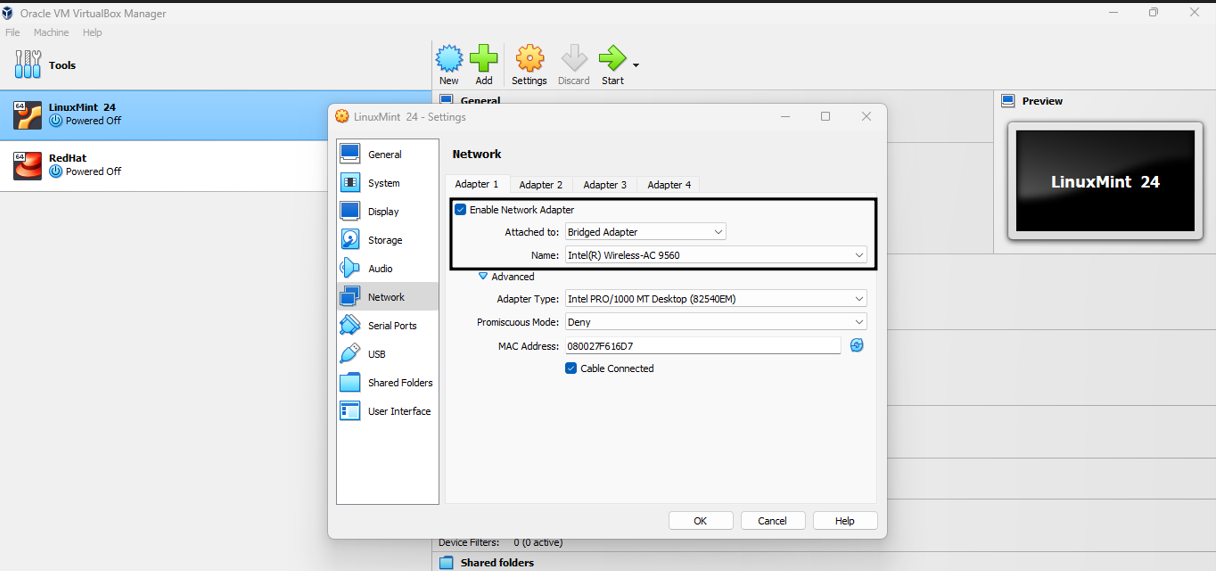 Oracle VM VirtualBox Manager
File Machine Help
Tools
New Add Settings Discard Start
64
LinuxMint 24
Powered Off
64
RedHat
Powered Off
General
Preview
LinuxMint 24
LinuxMint 24 - Settings
General
System
Display
Storage
Audio
Network
Serial Ports
USB
Shared Folders
User Interface
Network
Adapter 1 Adapter 2 Adapter 3 Adapter 4
Enable Network Adapter
Attached to: Bridged Adapter
Name: Intel(R) Wireless-AC 9560
Advanced
Adapter Type: Intel PRO/1000 MT Desktop (82540EM)
Promiscuous Mode: Deny
MAC Address: 080027F616D7
Cable Connected
OK Cancel Help
Device Filters: 0 (0 active)
Shared folders